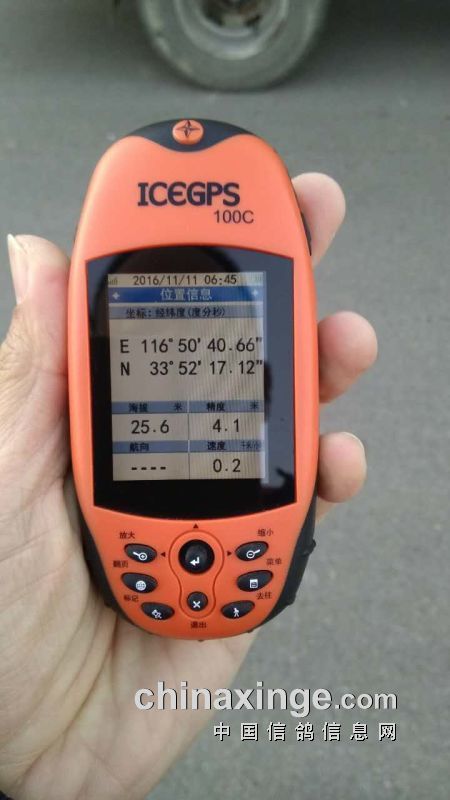 ICEGPS
100C
2016/11/11 06:45
位置信息
坐标:经纬度(度分秒)
E 116°50'40.66"
N 33°52'17.12"
海拔 米 精度 米
25.6 4.1
航向 速度 千米/小
---- 0.2
放大 缩小
翻页 菜单
标记 去往
退出
chinaxinge.com
中国信鸽信息网